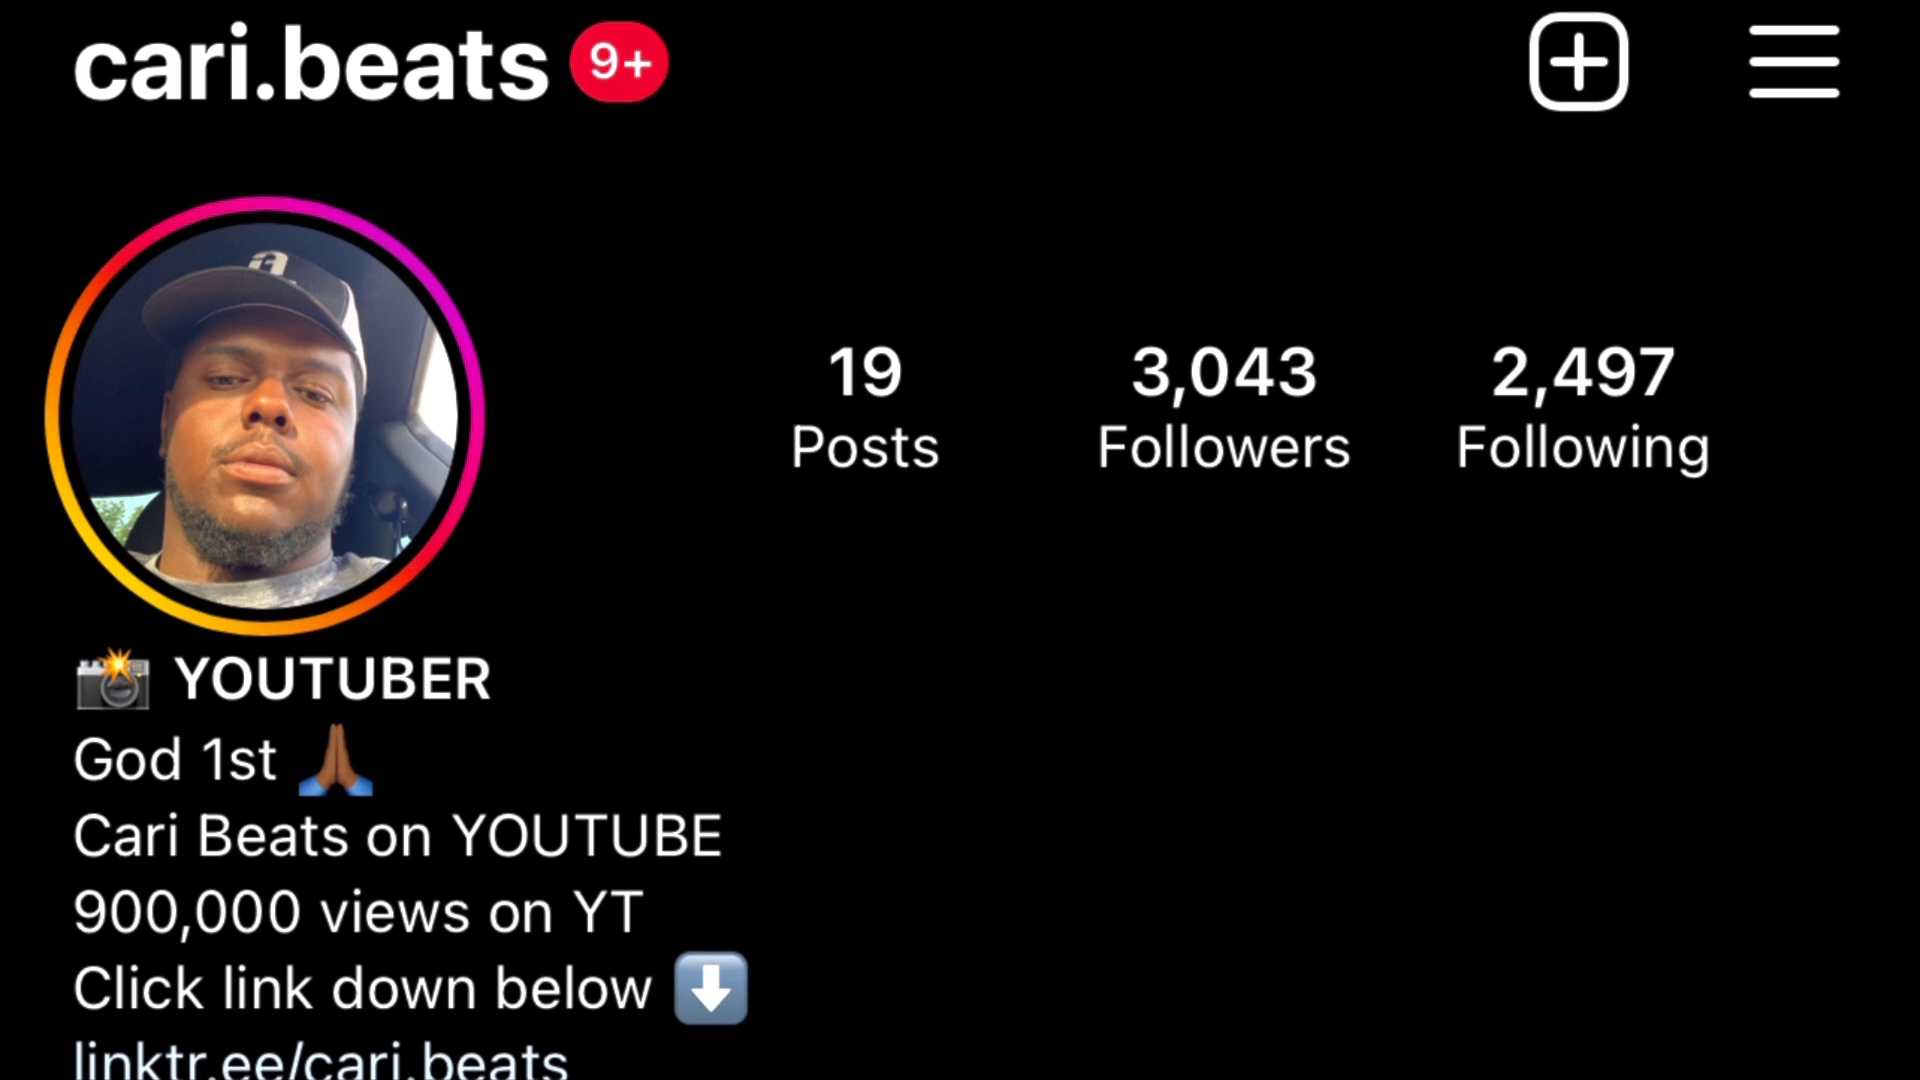 cari.beats 9+
a
19 3,043 2,497
Posts Followers Following
📸 YOUTUBER
God 1st 🙏🏾
Cari Beats on YOUTUBE
900,000 views on YT
Click link down below ⬇️
linktr.ee/cari.beats